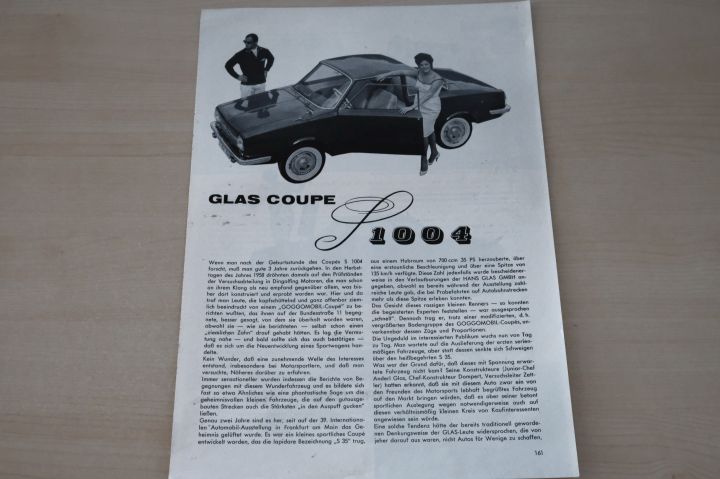 GLAS COUPE
S 1004
Wenn man nach der Geburtsstunde des Coupés S 1004
forscht, muß man gute 3 Jahre zurückgehen. In den Herbst-
tagen des Jahres 1958 dröhnten damals auf den Prüfständen
der Versuchsabteilung in Dingolfing Motoren, die man schon
an ihrem Klang als neu empfand gegenüber allem, was bis-
her dort konstruiert und erprobt worden war. Hier und da
traf man Leute, die kopfschüttelnd und ganz offenbar ziem-
lich beeindruckt von einem „GOGGOMOBIL-Coupé" zu be-
richten wußten, das ihnen auf der Bundesstraße 11 begeg-
nete, besser gesagt, von dem sie überholt worden waren,
obwohl sie — wie sie berichteten — selbst schon einen
„ziemlichen Zahn" drauf gehabt hätten. Es lag die Vermu-
tung nahe — und bald sollte sich das auch bestätigen —
daß es sich um die Neuentwicklung eines Sportwagens han-
delte.
Kein Wunder, daß eine zunehmende Welle des Interesses
entstand, insbesondere bei Motorsportlern, und daß man
versuchte, Näheres darüber zu erfahren.
Immer sensationeller wurden indessen die Berichte von Be-
gegnungen mit diesem Wunderfahrzeug und es bildete sich
fast so etwas Ähnliches wie eine phantastische Sage um die
geheimnisvollen kleinen Fahrzeuge, die auf den gutausge-
bauten Strecken auch die Stärksten „in den Auspuff gucken"
ließen.
Genau zwei Jahre sind es her, seit auf der 39. Internationa-
len Automobil-Ausstellung in Frankfurt am Main das Ge-
heimnis gelüftet wurde. Es war ein kleines sportliches Coupé
entwickelt worden, das die lapidare Bezeichnung „S 35" trug,
aus einem Hubraum von 700 ccm 35 PS herzauberte, über
eine erstaunliche Beschleunigung und über eine Spitze von
135 km/h verfügte. Diese Zahl jedenfalls wurde bescheidener-
weise in den Verlautbarungen der HANS GLAS GMBH an-
gegeben, obwohl es bereits während der Ausstellung zahl-
reiche Leute gab, die bei Probefahrten auf Autobahnstrecken
mehr als diese Spitze erleben konnten.
Das Gesicht dieses rassigen kleinen Renners — so konnten
die begeisterten Experten feststellen — war ausgesprochen
„schnell". Dennoch trug er, trotz einer modifizierten, d. h.
vergrößerten Bodengruppe des GOGGOMOBIL-Coupés, un-
verkennbar dessen Züge und Proportionen.
Die Ungeduld im interessierten Publikum wuchs nun von Tag
zu Tag. Man wartete auf die Auslieferung der ersten serien-
mäßigen Fahrzeuge, aber statt dessen senkte sich Schweigen
über den heißbegehrten S 35.
Was war der Grund dafür, daß dieses mit Spannung erwar-
tete Fahrzeug nicht kam? Seine Konstrukteure (Junior-Chef
Anderl Glas, Chef-Konstrukteur Dompert, Versuchsleiter Zett-
ler) hatten erkannt, daß sie mit diesem Auto zwar ein von
den Freunden des Motorsports lebhaft begrüßtes Fahrzeug
auf den Markt bringen würden, daß es aber seiner betont
sportlichen Auslegung wegen notwendigerweise auch auf
diesen verhältnismäßig kleinen Kreis von Kaufinteressenten
angewiesen sein würde.
Eine solche Tendenz hätte der bereits traditionell geworde-
nen Denkungsweise der GLAS-Leute widersprochen, die von
jeher darauf aus waren, nicht Autos für Wenige zu schaffen,
161